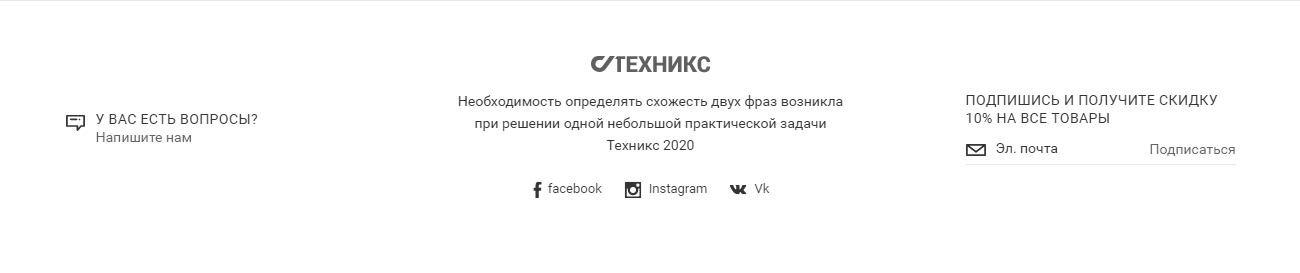 У ВАС ЕСТЬ ВОПРОСЫ?
Напишите нам
ТЕХНИКС
Необходимость определять схожесть двух фраз возникла
при решении одной небольшой практической задачи
Техникс 2020
facebook Instagram Vk
ПОДПИШИСЬ И ПОЛУЧИТЕ СКИДКУ
10% НА ВСЕ ТОВАРЫ
Эл. почта Подписаться